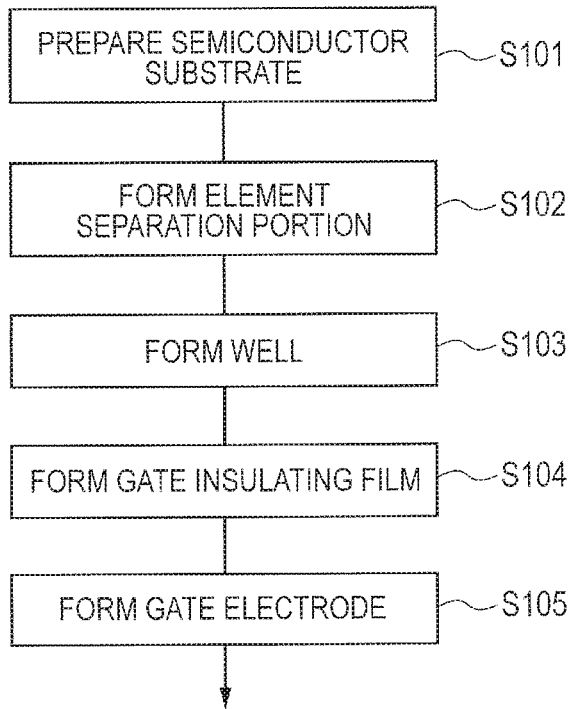 PREPARE SEMICONDUCTOR
SUBSTRATE
S101
FORM ELEMENT
SEPARATION PORTION
S102
FORM WELL
S103
FORM GATE INSULATING FILM
S104
FORM GATE ELECTRODE
S105